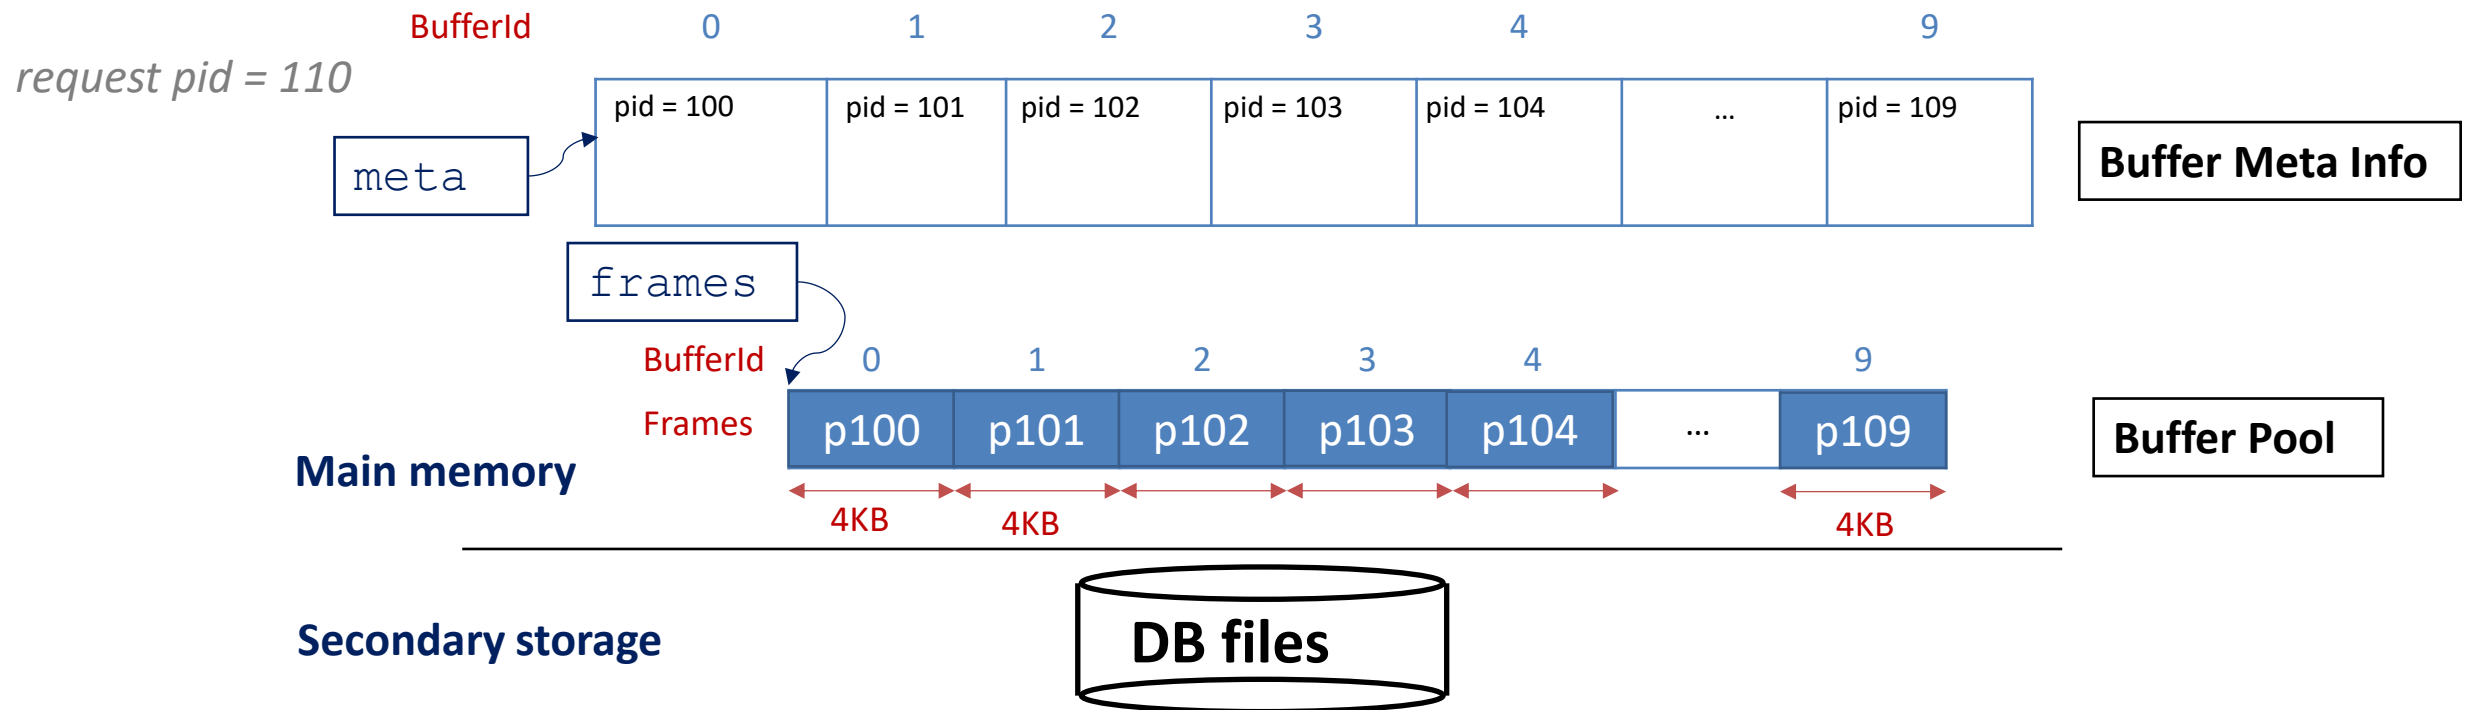 BufferId 0 1 2 3 4 9
request pid = 110
pid = 100 pid = 101 pid = 102 pid = 103 pid = 104 ... pid = 109
meta
Buffer Meta Info
frames
BufferId 0 1 2 3 4 9
Frames p100 p101 p102 p103 p104 ... p109
Buffer Pool
Main memory
4KB 4KB 4KB
Secondary storage
DB files